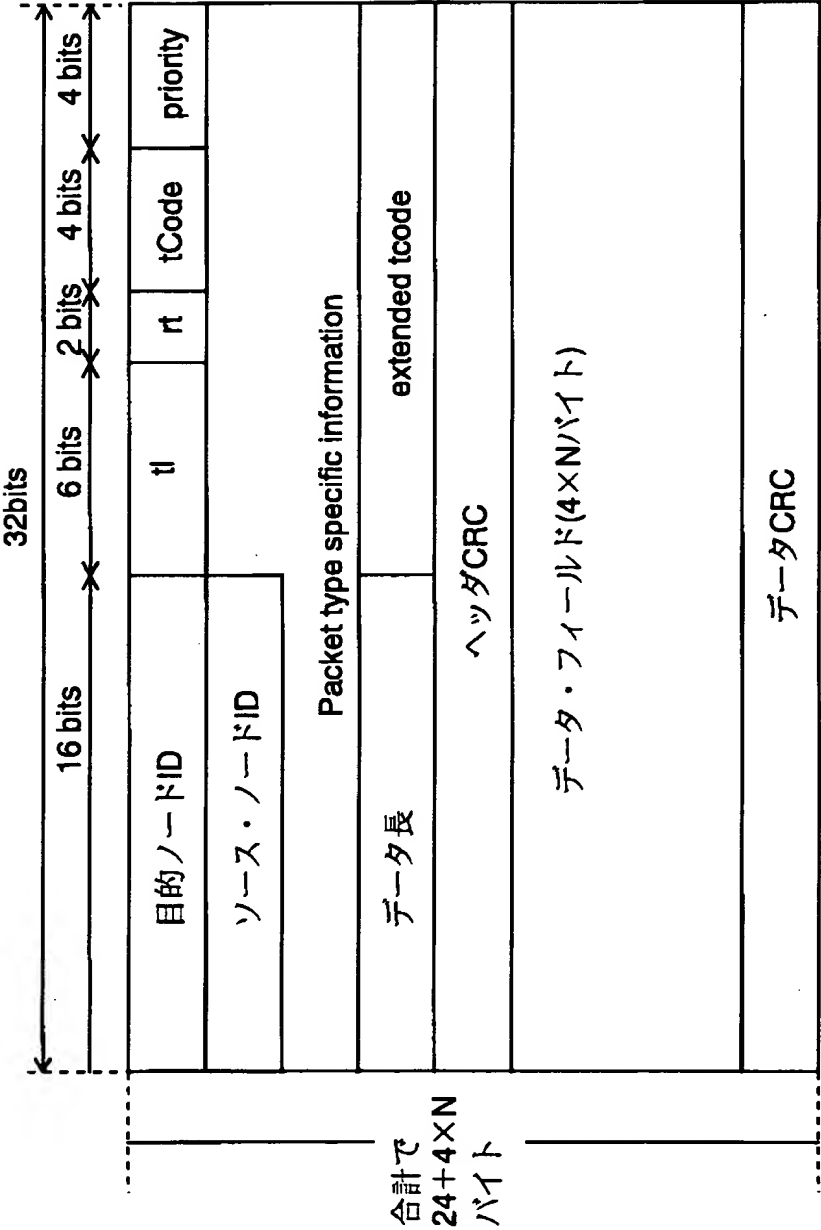 32bits
16 bits
6 bits
2 bits
4 bits
4 bits
目的ノードID
tl
rt
tCode
priority
ソース・ノードID
Packet type specific information
データ長
extended tcode
ヘッダCRC
データ・フィールド(4×Nバイト)
データCRC
合計で
24+4×N
バイト